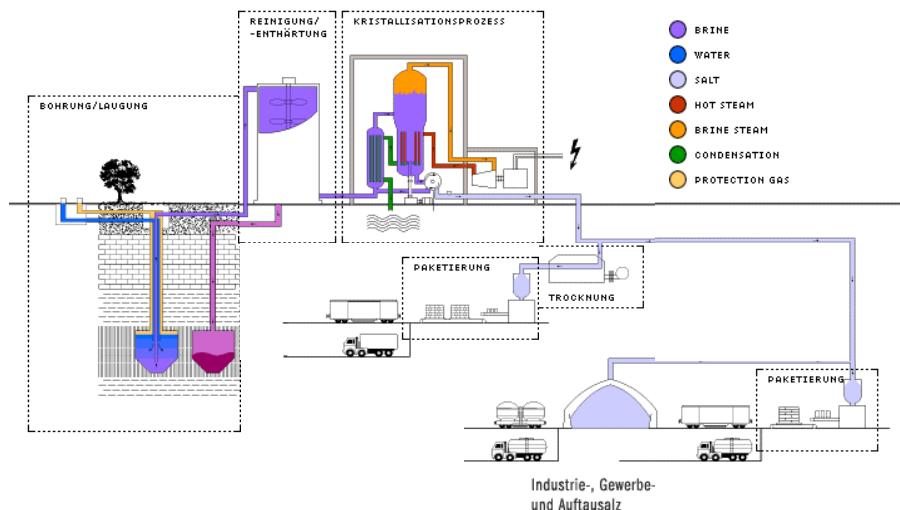 REINIGUNG/
-ENTHÄRTUNG
KRISTALLISATIONSPROZESS
BOHRUNG/LAUGUNG
BRINE
WATER
SALT
HOT STEAM
BRINE STEAM
CONDENSATION
PROTECTION GAS
PAKETIERUNG
TROCKNUNG
PAKETIERUNG
Industrie-, Gewerbe-
und Auftausalz